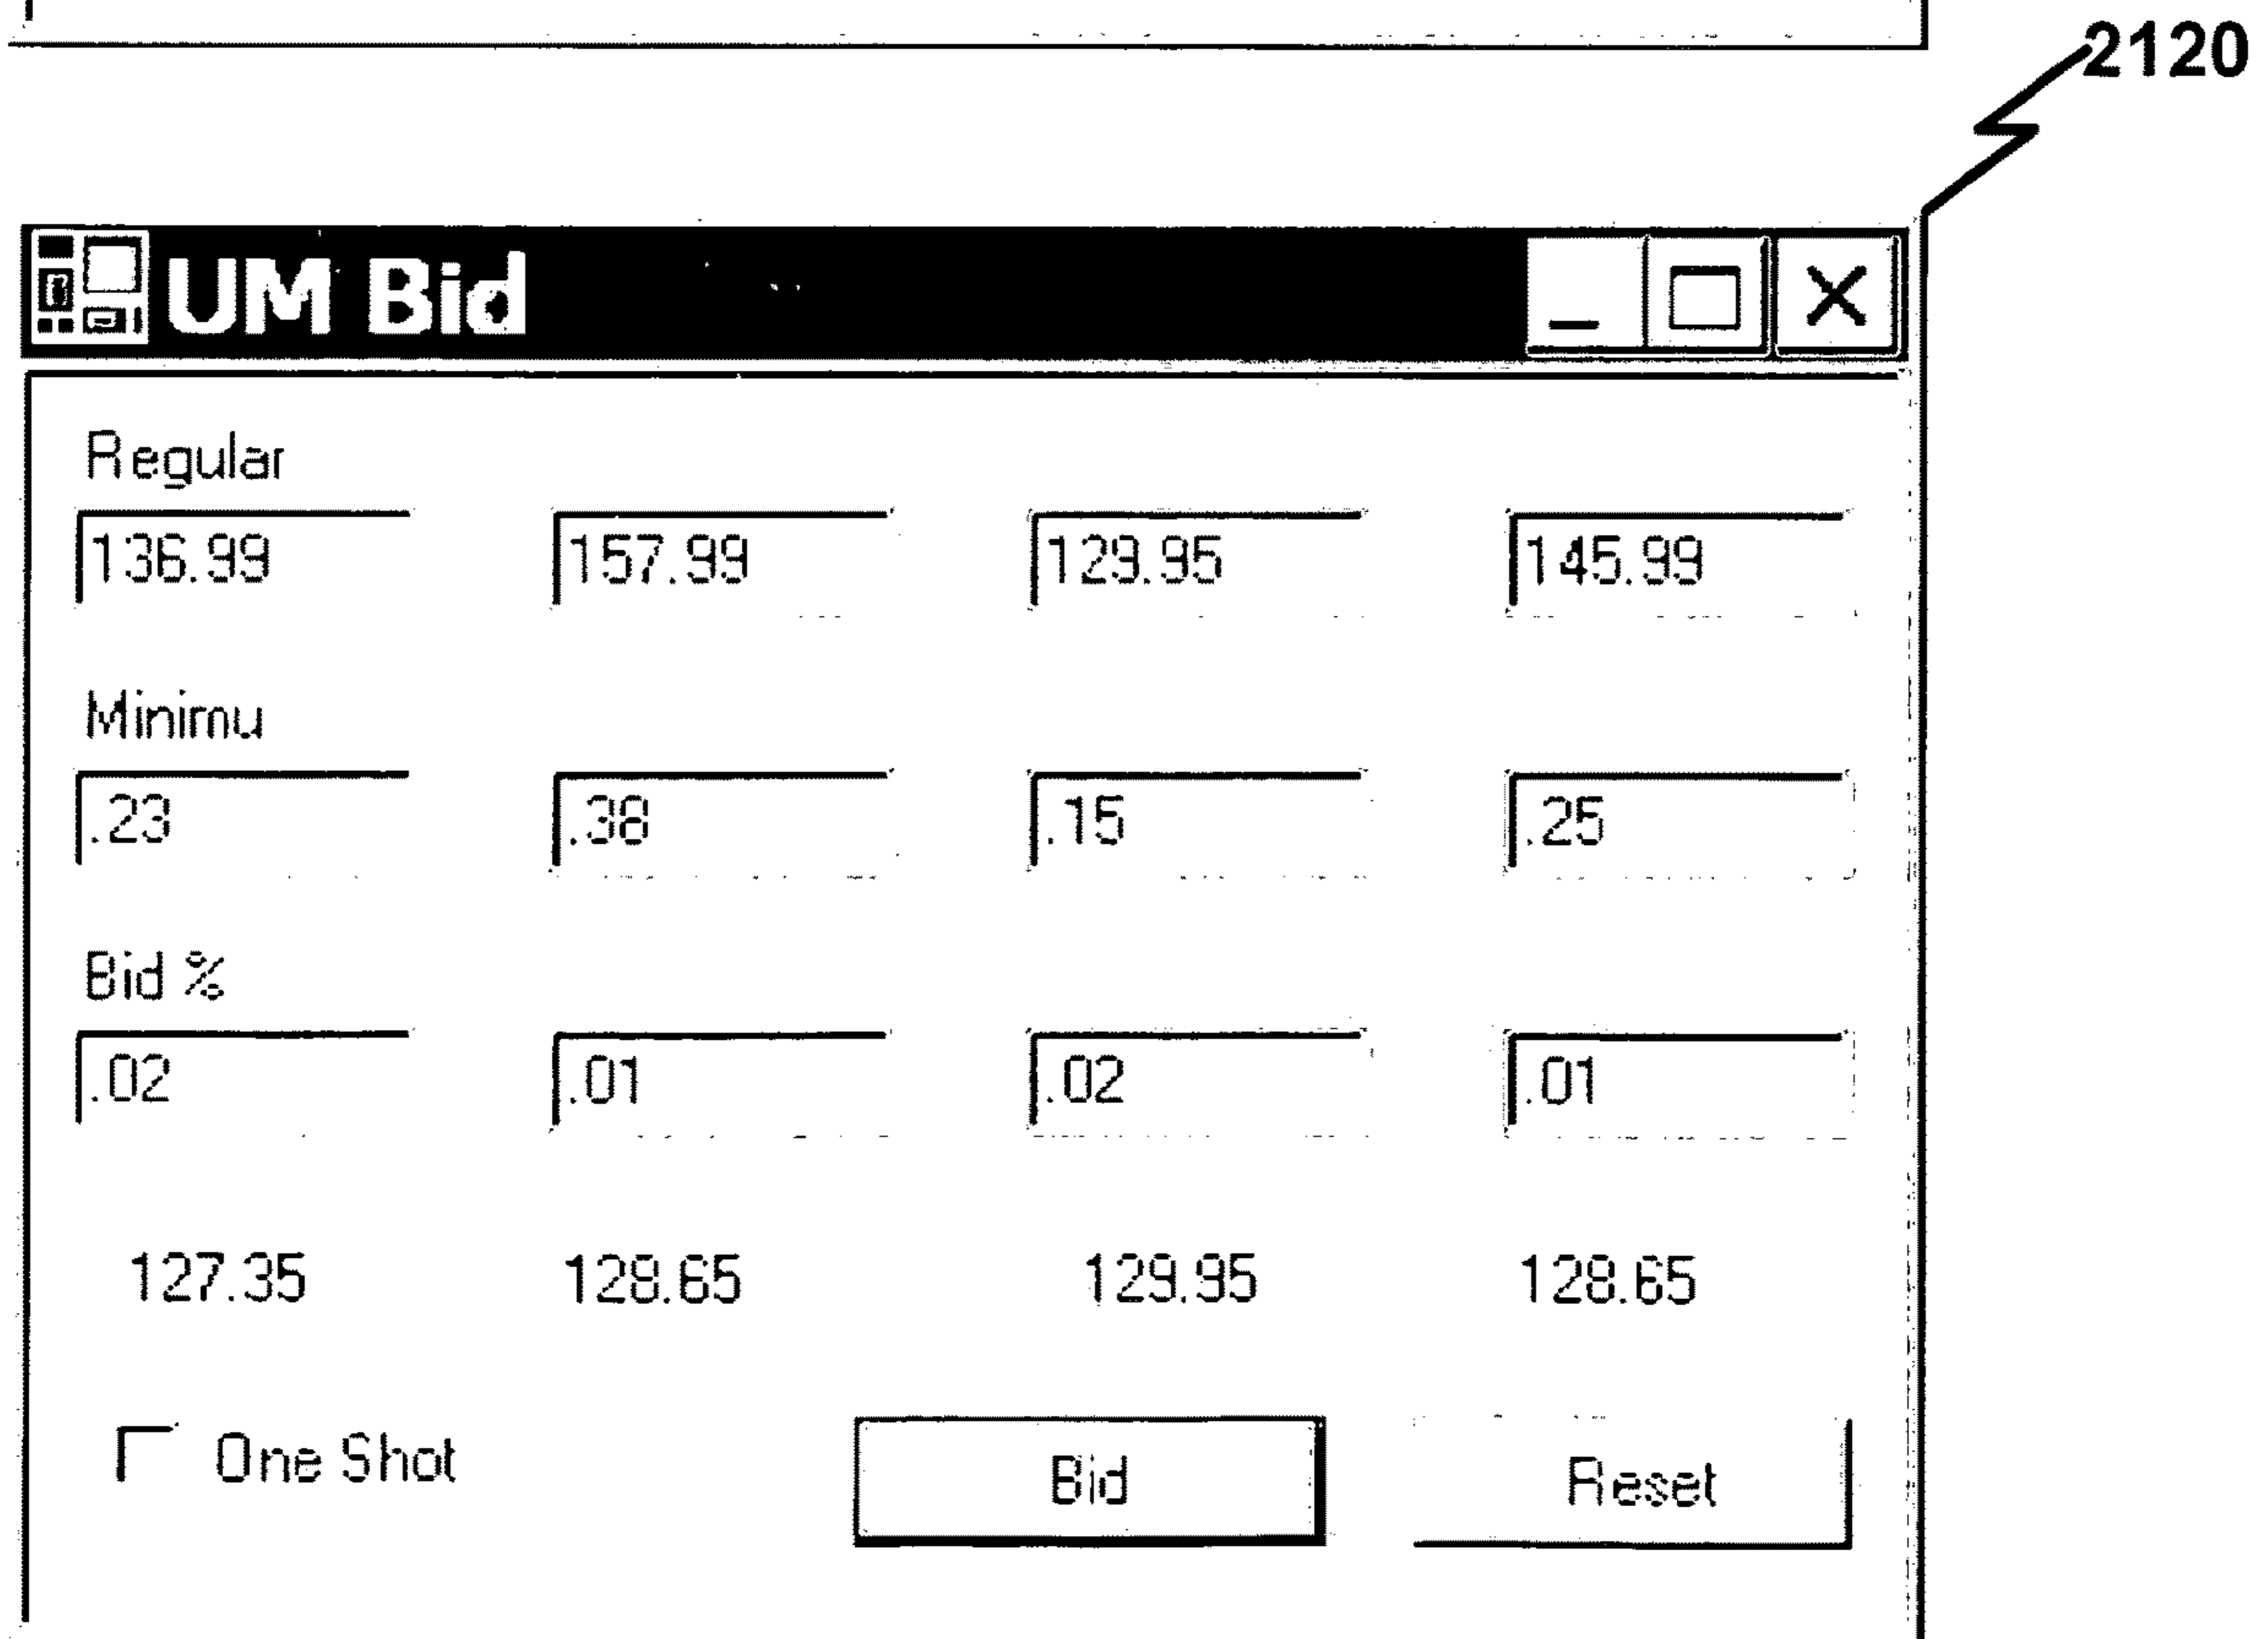 2120
UM Bid
Regular
136.99 157.99 129.95 145.99
Minimu
.23 .38 .15 .25
Bid %
.02 .01 .02 .01
127.35 128.65 129.95 128.65
One Shot Bid Reset